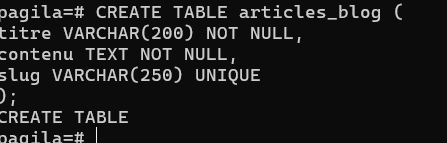 pagila=# CREATE TABLE articles_blog (
titre VARCHAR(200) NOT NULL,
contenu TEXT NOT NULL,
slug VARCHAR(250) UNIQUE
);
CREATE TABLE
pagila=#